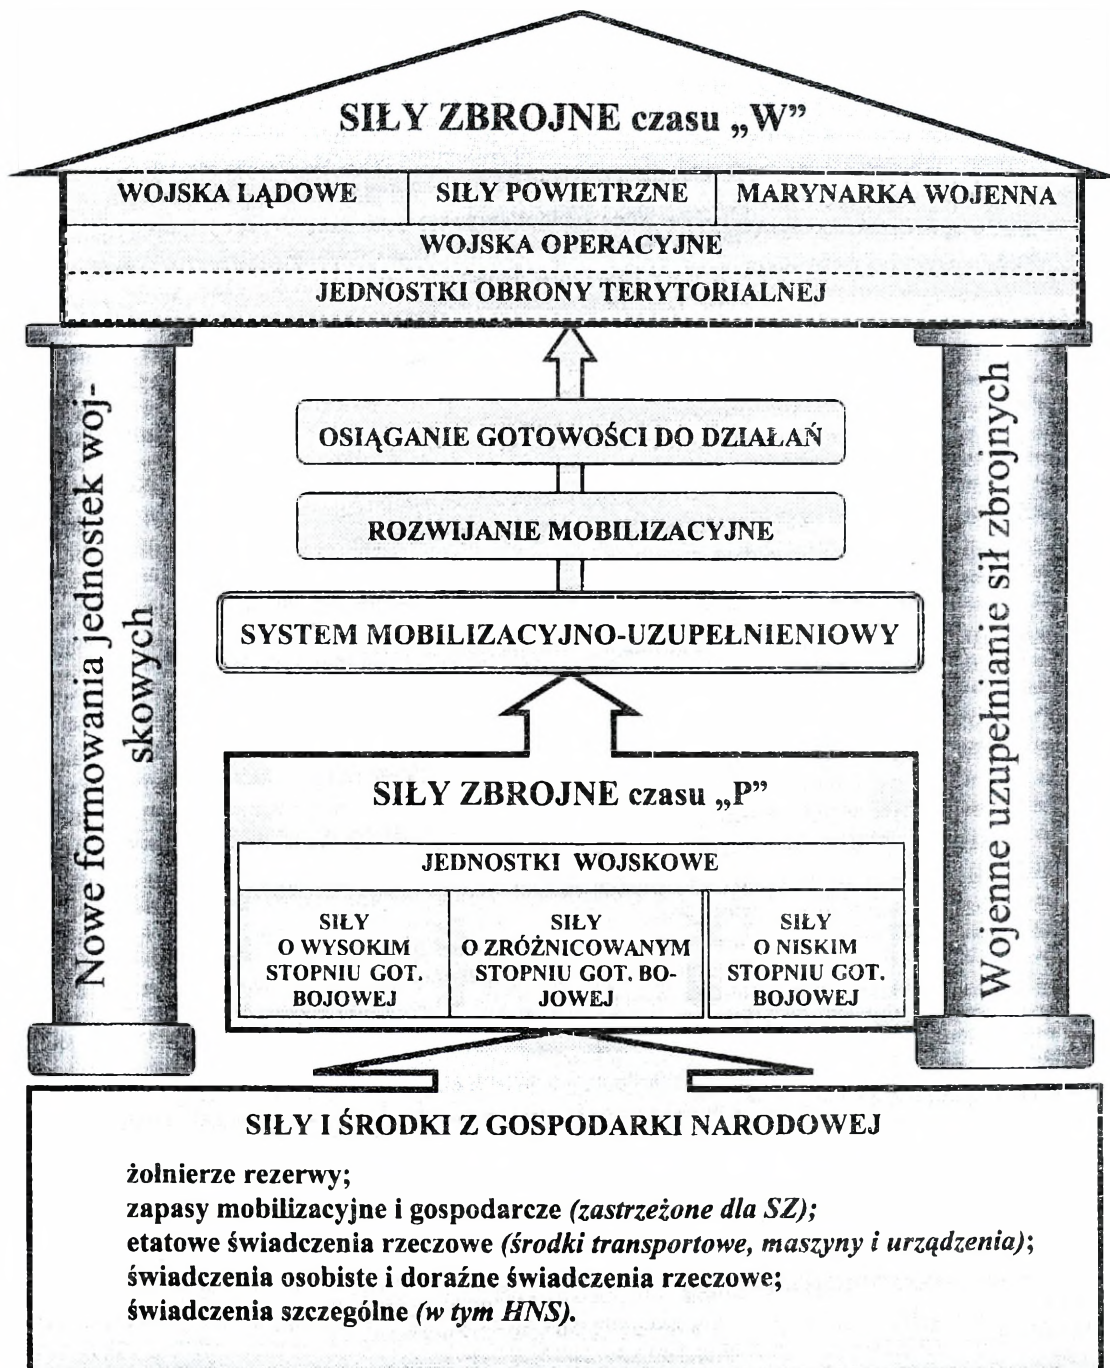 SIŁY ZBROJNE czasu „W”
WOJSKA LĄDOWE
SIŁY POWIETRZNE
MARYNARKA WOJENNA
WOJSKA OPERACYJNE
JEDNOSTKI OBRONY TERYTORIALNEJ
Nowe formowania jednostek woj-
skowych
OSIĄGANIE GOTOWOŚCI DO DZIAŁAŃ
ROZWIJANIE MOBILIZACYJNE
SYSTEM MOBILIZACYJNO-UZUPEŁNIENIOWY
Wojenne uzupełnianie sił zbrojnych
SIŁY ZBROJNE czasu „P”
JEDNOSTKI WOJSKOWE
SIŁY
O WYSOKIM
STOPNIU GOT.
BOJOWEJ
SIŁY
O ZRÓŻNICOWANYM
STOPNIU GOT. BO-
JOWEJ
SIŁY
O NISKIM
STOPNIU GOT.
BOJOWEJ
SIŁY I ŚRODKI Z GOSPODARKI NARODOWEJ
żołnierze rezerwy;
zapasy mobilizacyjne i gospodarcze (zastrzeżone dla SZ);
etatowe świadczenia rzeczowe (środki transportowe, maszyny i urządzenia);
świadczenia osobiste i doraźne świadczenia rzeczowe;
świadczenia szczególne (w tym HNS).